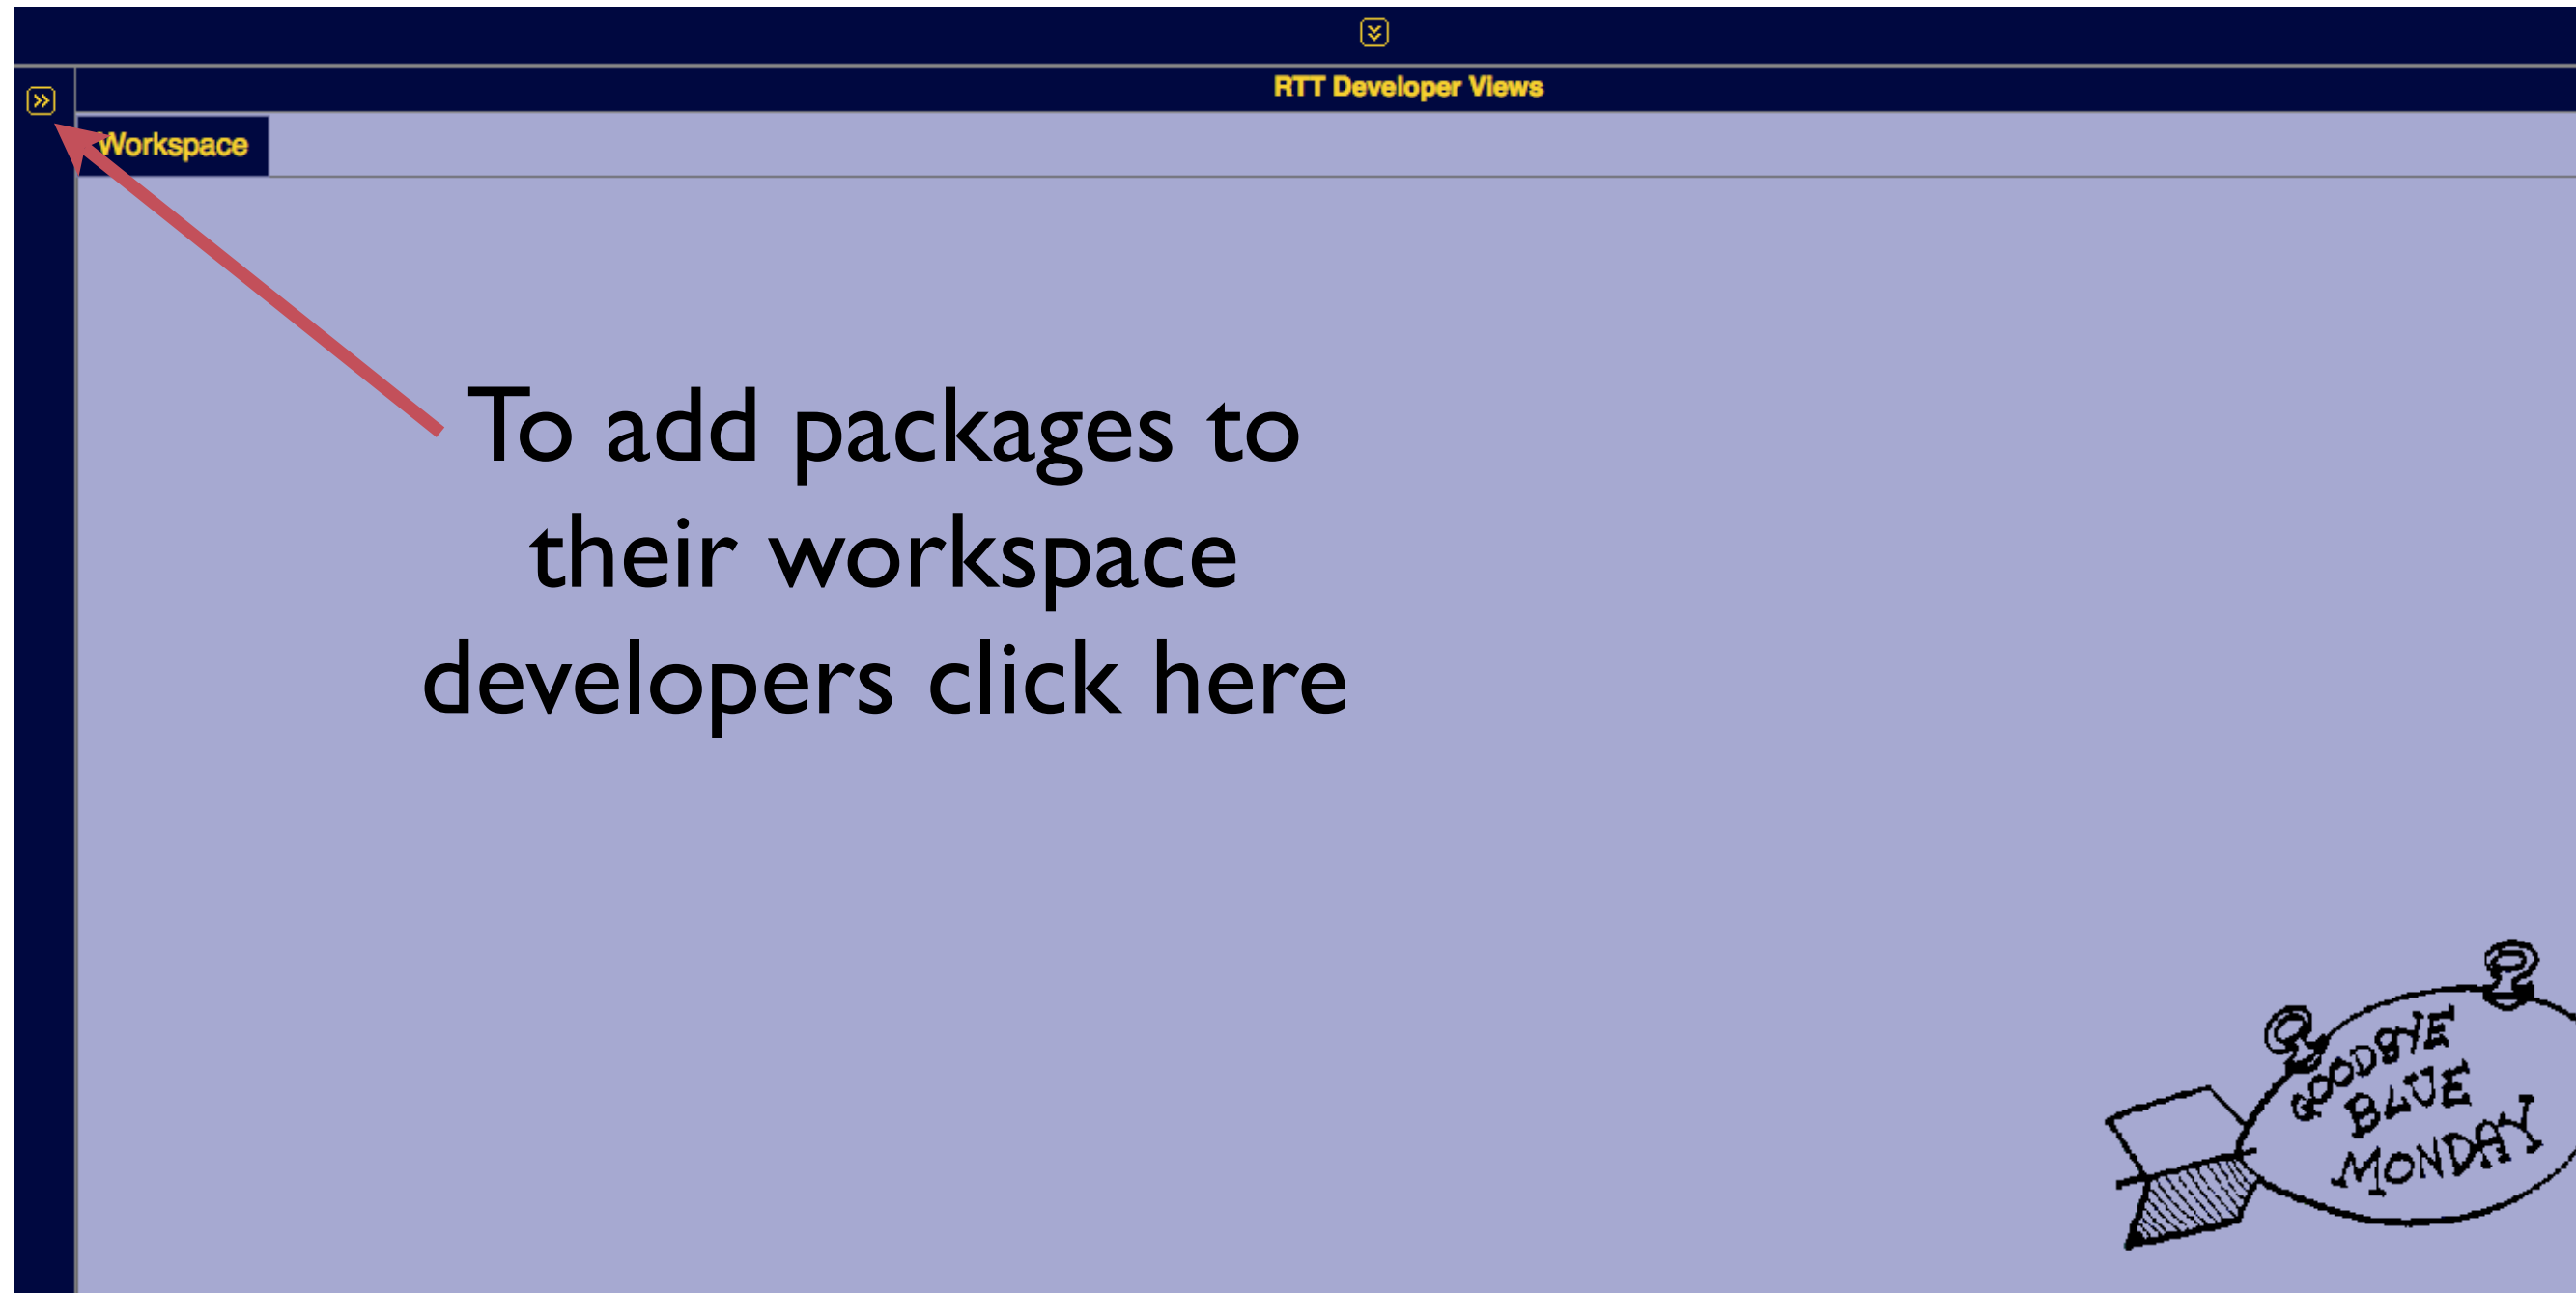 RTT Developer Views
Workspace
To add packages to
their workspace
developers click here
GOODBYE
BLUE
MONDAY